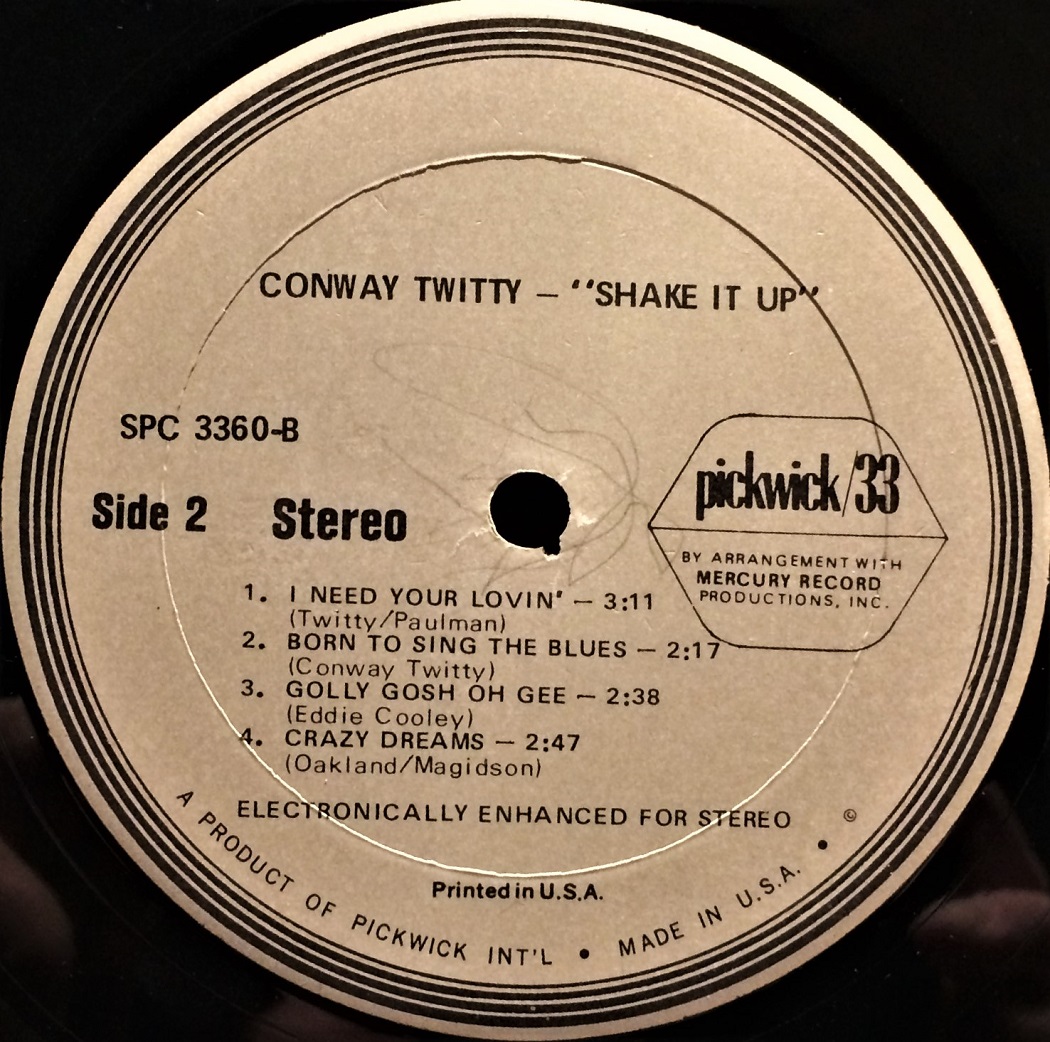 CONWAY TWITTY – "SHAKE IT UP"
SPC 3360-B
Side 2 Stereo
pickwick/33
BY ARRANGEMENT WITH
MERCURY RECORD
PRODUCTIONS, INC.
1. I NEED YOUR LOVIN' – 3:11
(Twitty/Paulman)
2. BORN TO SING THE BLUES – 2:17
(Conway Twitty)
3. GOLLY GOSH OH GEE – 2:38
(Eddie Cooley)
4. CRAZY DREAMS – 2:47
(Oakland/Magidson)
ELECTRONICALLY ENHANCED FOR STEREO ©
Printed in U.S.A.
A PRODUCT OF PICKWICK INT'L • MADE IN U.S.A. •